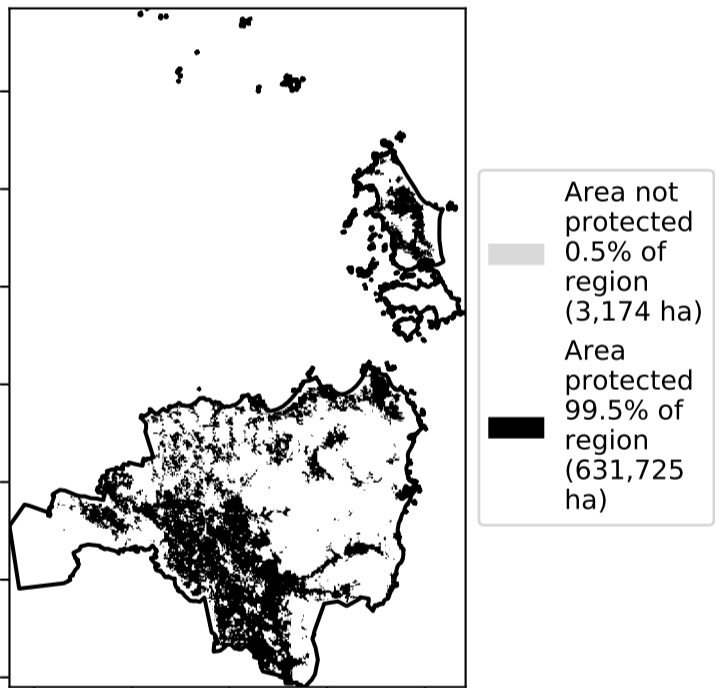 Area not
protected
0.5% of
region
(3,174 ha)
Area
protected
99.5% of
region
(631,725
ha)